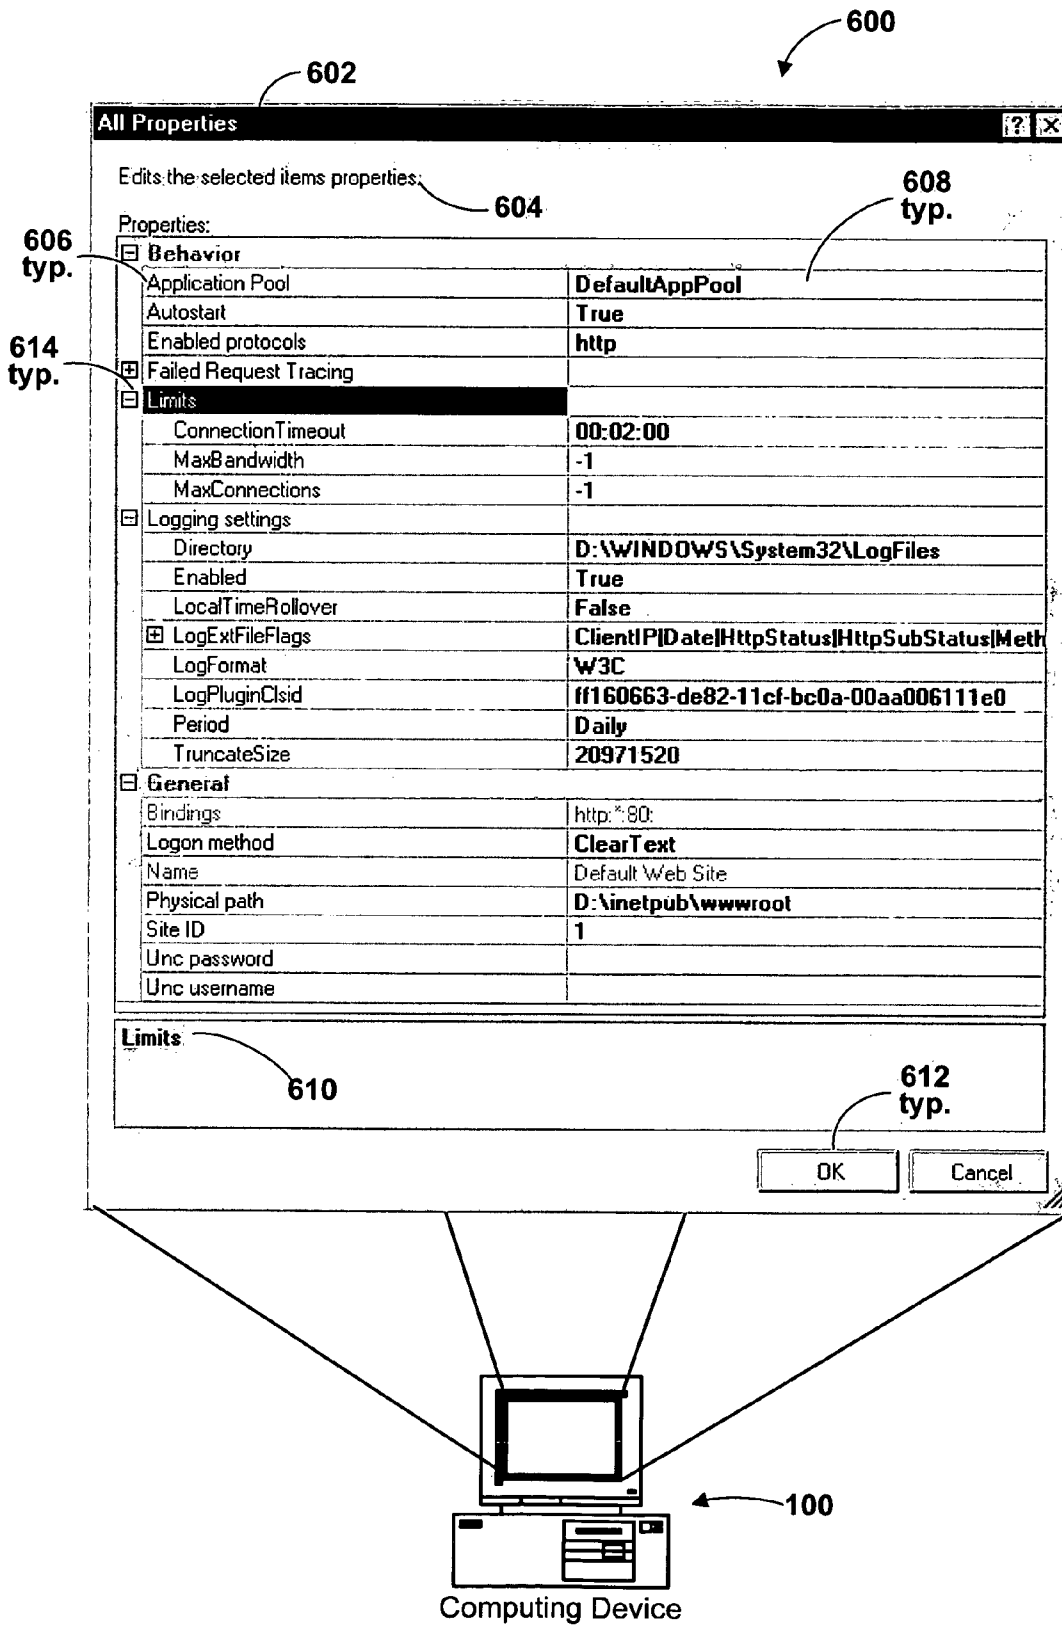 600
602
All Properties
Edits the selected items properties.
604
608
typ.
Properties:
606
typ.
Behavior
Application Pool DefaultAppPool
Autostart True
Enabled protocols http
614
typ.
Failed Request Tracing
Limits
ConnectionTimeout 00:02:00
MaxBandwidth -1
MaxConnections -1
Logging settings
Directory D:\WINDOWS\System32\LogFiles
Enabled True
LocalTimeRollover False
LogExtFileFlags ClientIP|Date|HttpStatus|HttpSubStatus|Meth
LogFormat W3C
LogPluginClsid ff160663-de82-11cf-bc0a-00aa006111e0
Period Daily
TruncateSize 20971520
General
Bindings http:*:80:
Logon method ClearText
Name Default Web Site
Physical path D:\inetpub\wwwroot
Site ID 1
Unc password
Unc username
Limits
610
612
typ.
OK Cancel
100
Computing Device